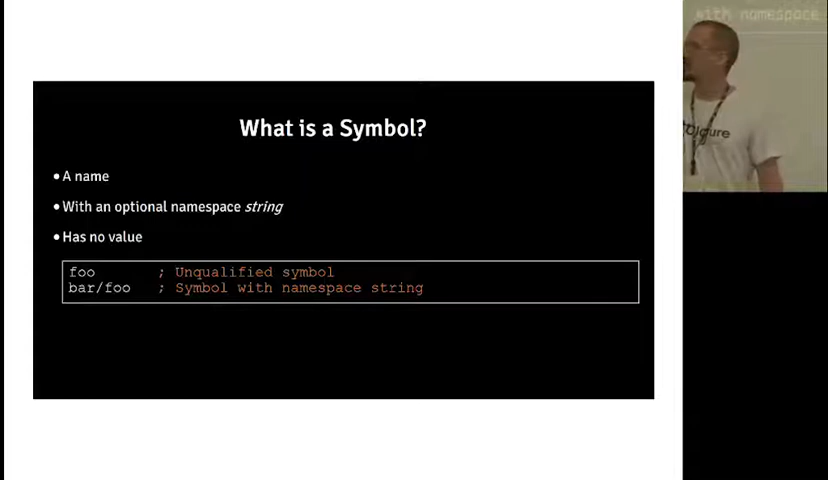 with namespace
What is a Symbol?
• A name
• With an optional namespace string
• Has no value
foo ; Unqualified symbol
bar/foo ; Symbol with namespace string
Clojure